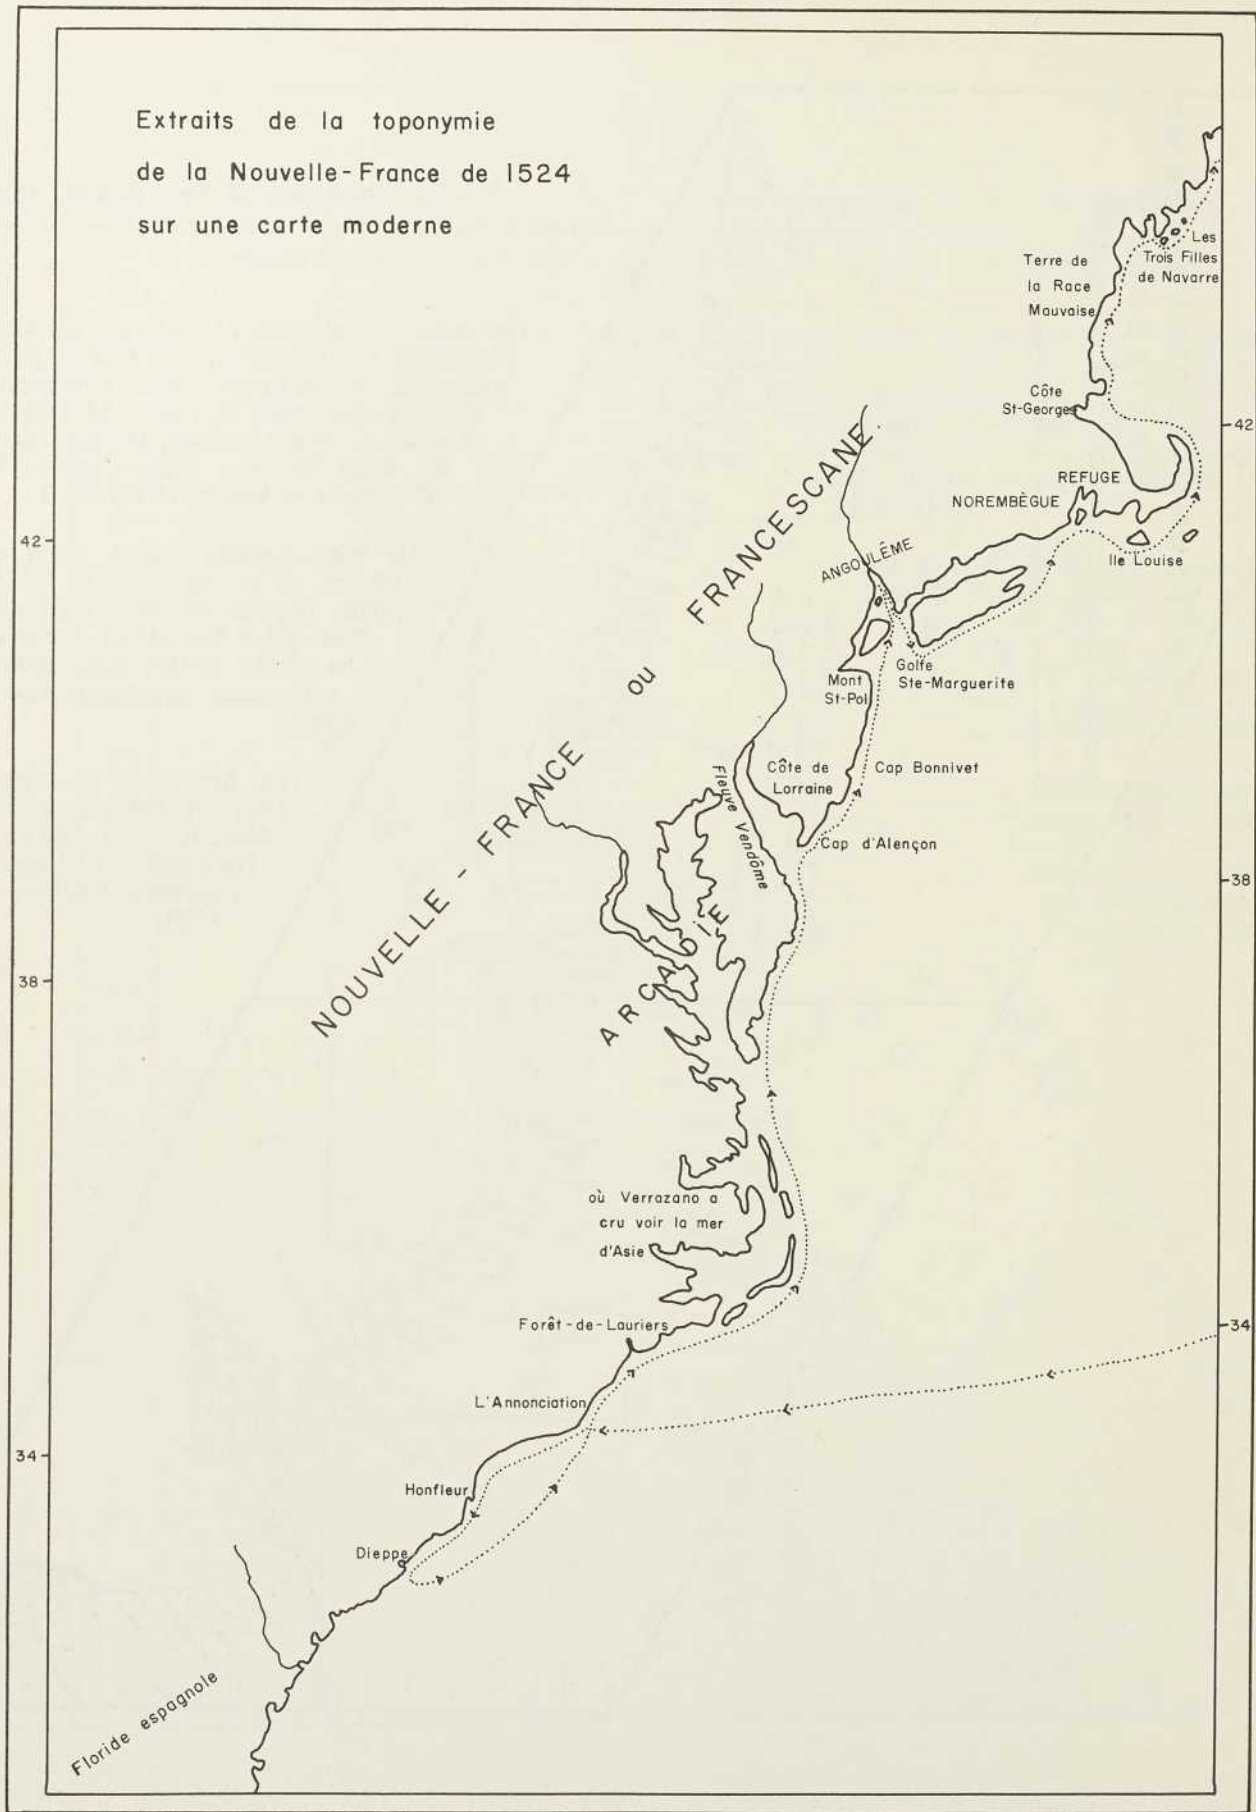 Extraits de la toponymie
de la Nouvelle-France de 1524
sur une carte moderne
Les
Trois Filles
de Navarre
Terre de
la Race
Mauvaise
Côte
St-Georges
42
REFUGE
NOREMBÈGUE
42
Ile Louise
NOUVELLE-FRANCE ou FRANCESCANE
ANGOULÊME
Golfe
Ste-Marguerite
Mont
St-Pol
Côte de
Lorraine
Cap Bonnivet
Fleuve Vendôme
Cap d'Alençon
38
38
ARCADIE
où Verrazano a
cru voir la mer
d'Asie
Forêt-de-Lauriers
34
L'Annonciation
34
Honfleur
Dieppe
Floride espagnole